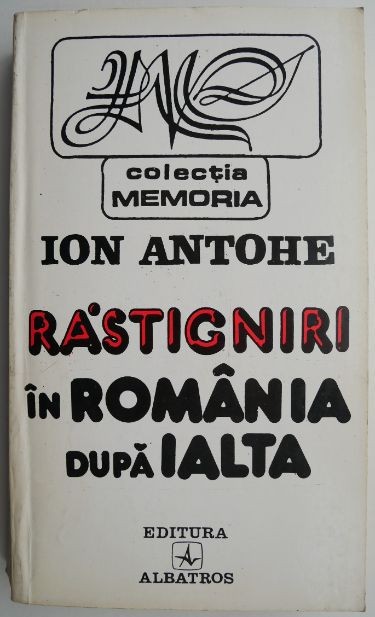 colecția
MEMORIA
ION ANTOHE
RĂSTIGNIRI
ÎN ROMÂNIA
DUPĂ IALTA
EDITURA
ALBATROS